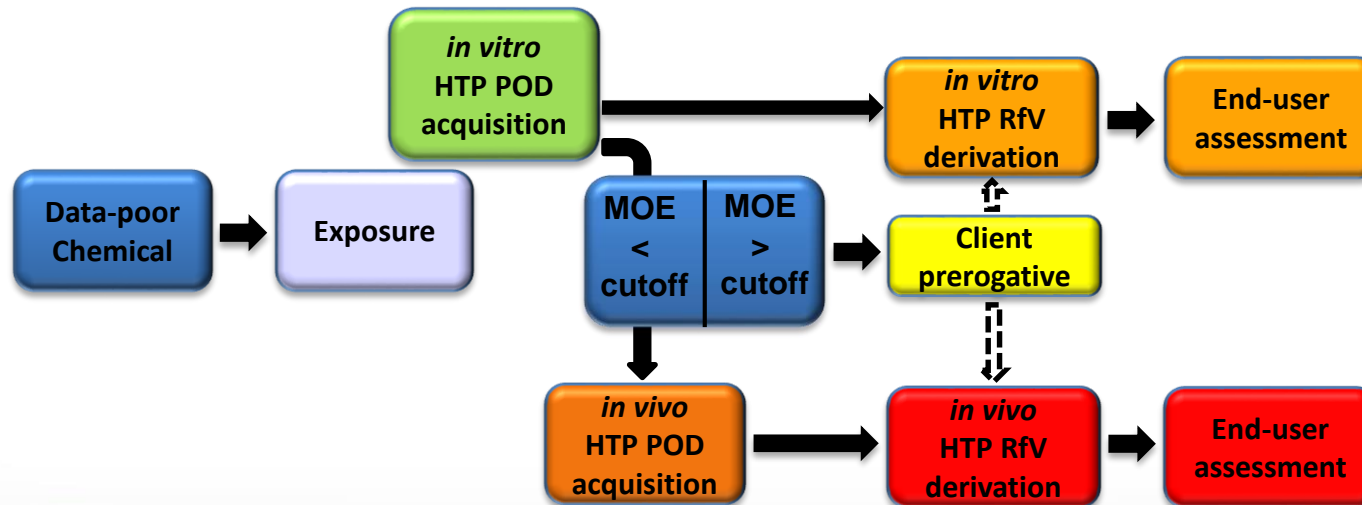 Data-poor
Chemical
Exposure
in vitro
HTP POD
acquisition
MOE
<
cutoff
MOE
>
cutoff
in vivo
HTP POD
acquisition
in vitro
HTP RfV
derivation
Client
prerogative
in vivo
HTP RfV
derivation
End-user
assessment
End-user
assessment